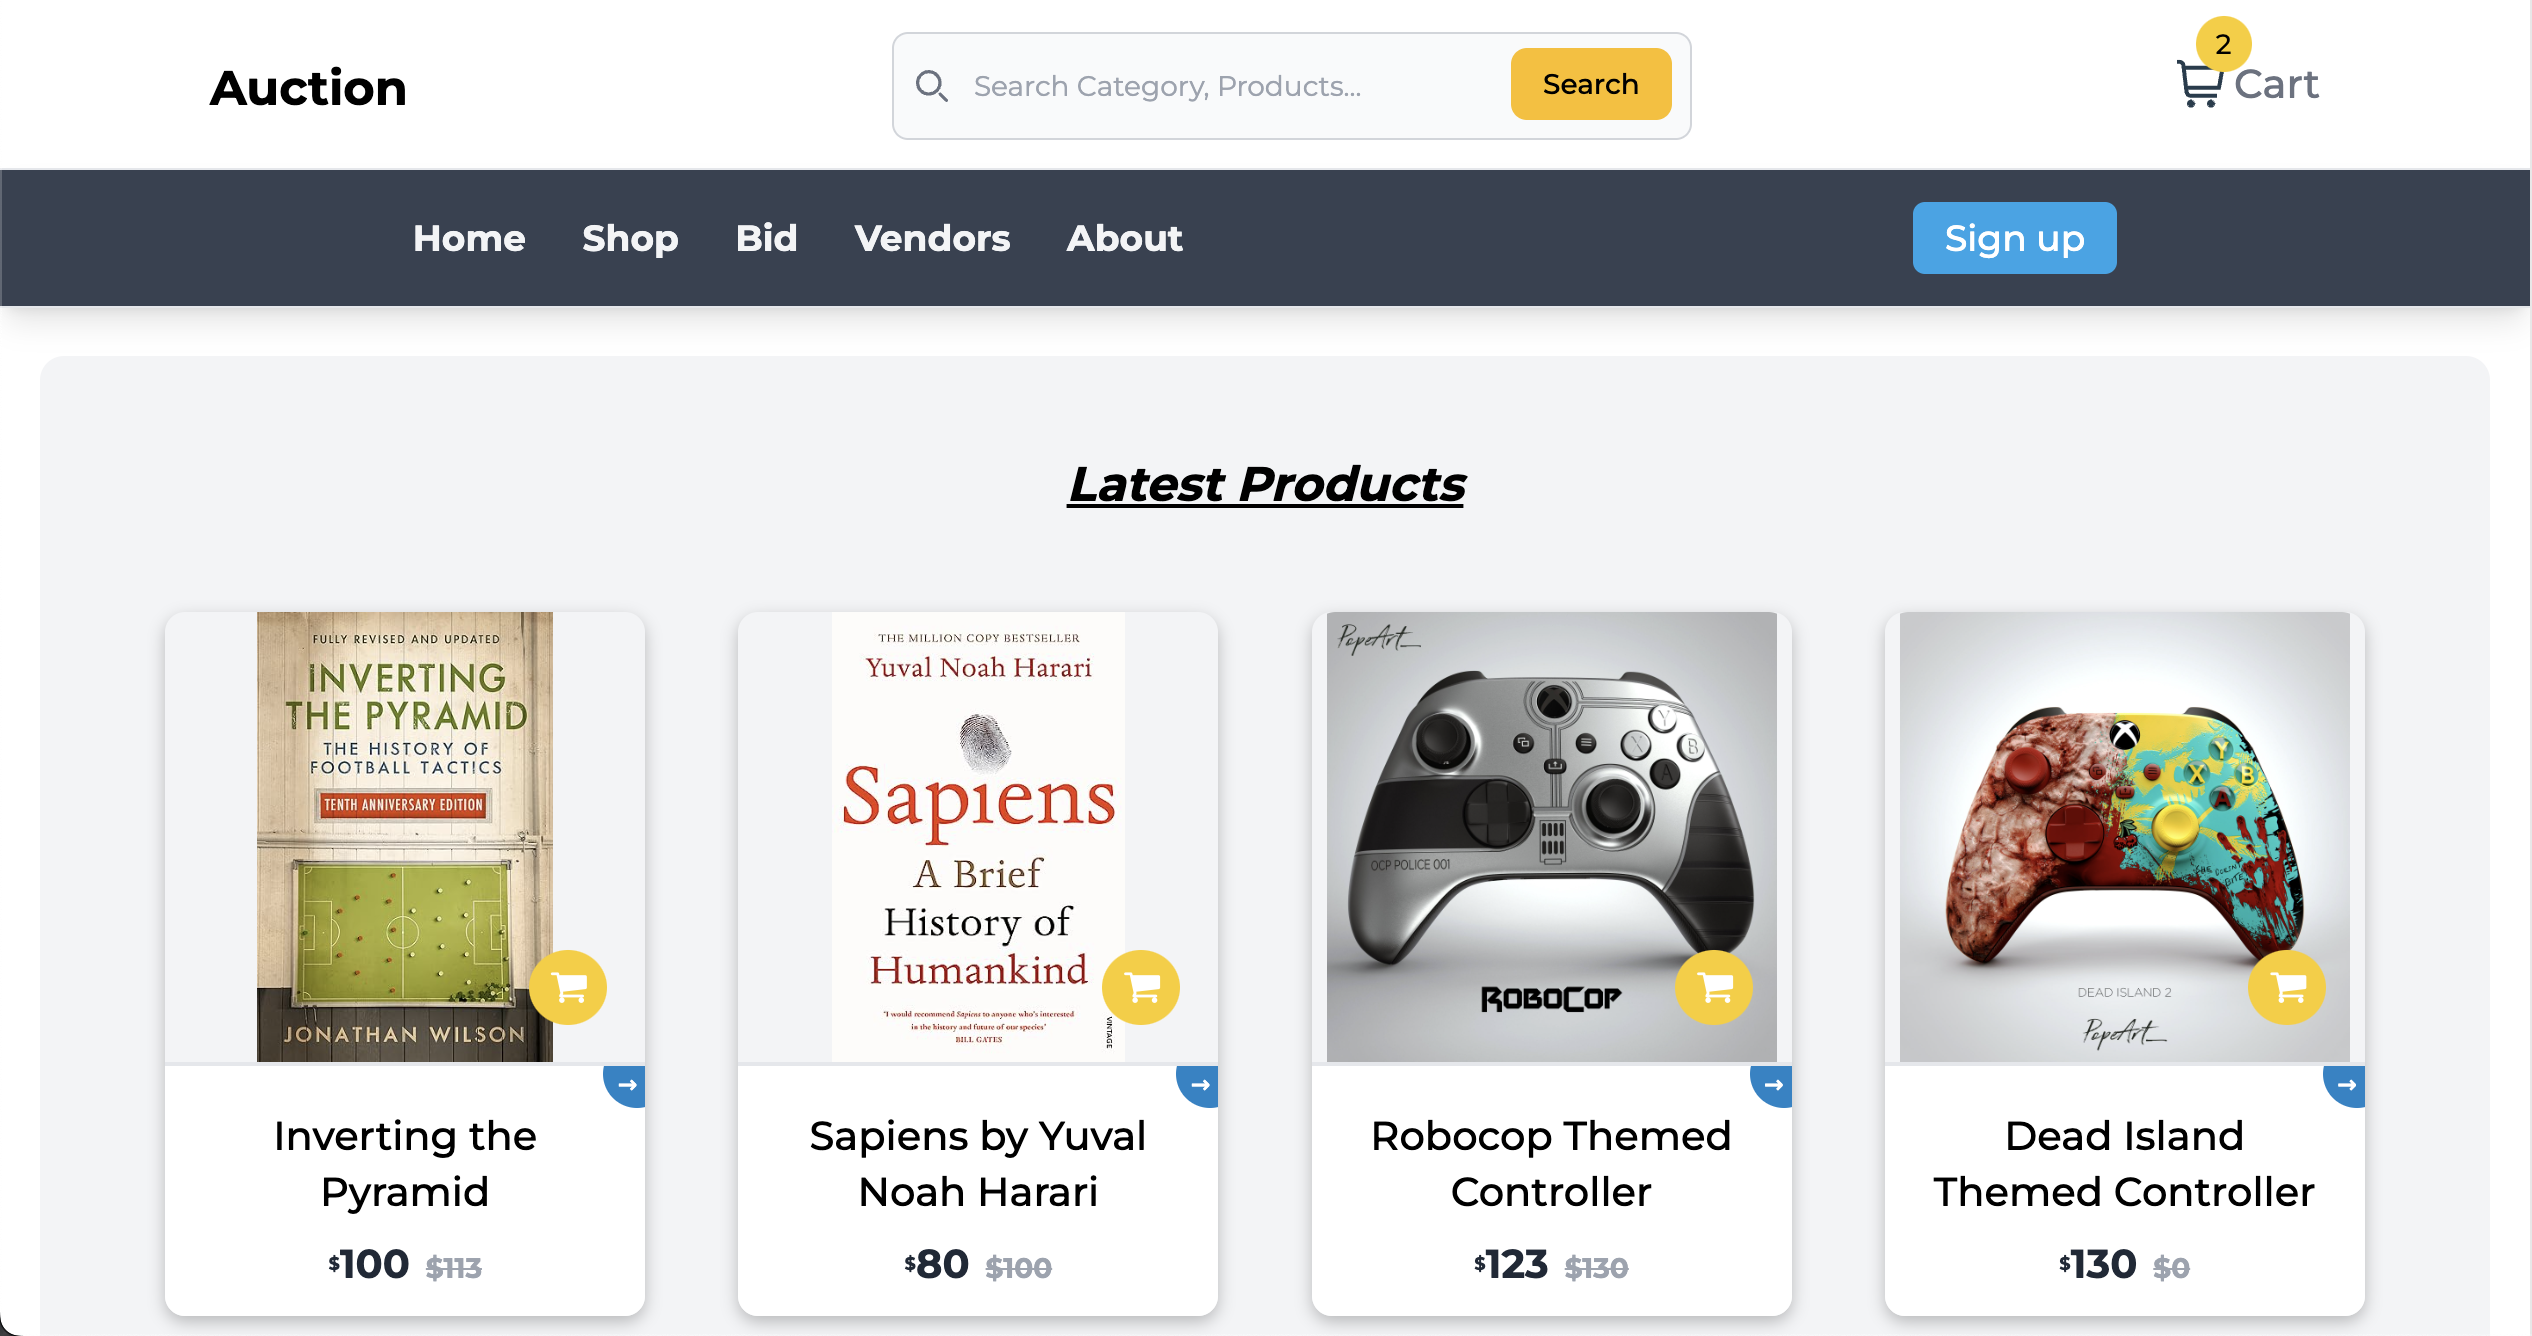 Auction
Search Category, Products...
Search
2
Cart
Home
Shop
Bid
Vendors
About
Sign up
Latest Products
FULLY REVISED AND UPDATED
INVERTING
THE PYRAMID
THE HISTORY OF
FOOTBALL TACTICS
TENTH ANNIVERSARY EDITION
JONATHAN WILSON
Inverting the
Pyramid
$100 $113
THE MILLION COPY BESTSELLER
Yuval Noah Harari
Sapiens
A Brief
History of
Humankind
"I would recommend Sapiens to anyone who's interested
in the history and future of our species"
BILL GATES
VINTAGE
Sapiens by Yuval
Noah Harari
$80 $100
PopeArt_
Y
X
B
A
OCP POLICE 001
ROBOCOP
Robocop Themed
Controller
$123 $130
Y
X
B
A
DEAD ISLAND 2
PopeArt_
Dead Island
Themed Controller
$130 $0